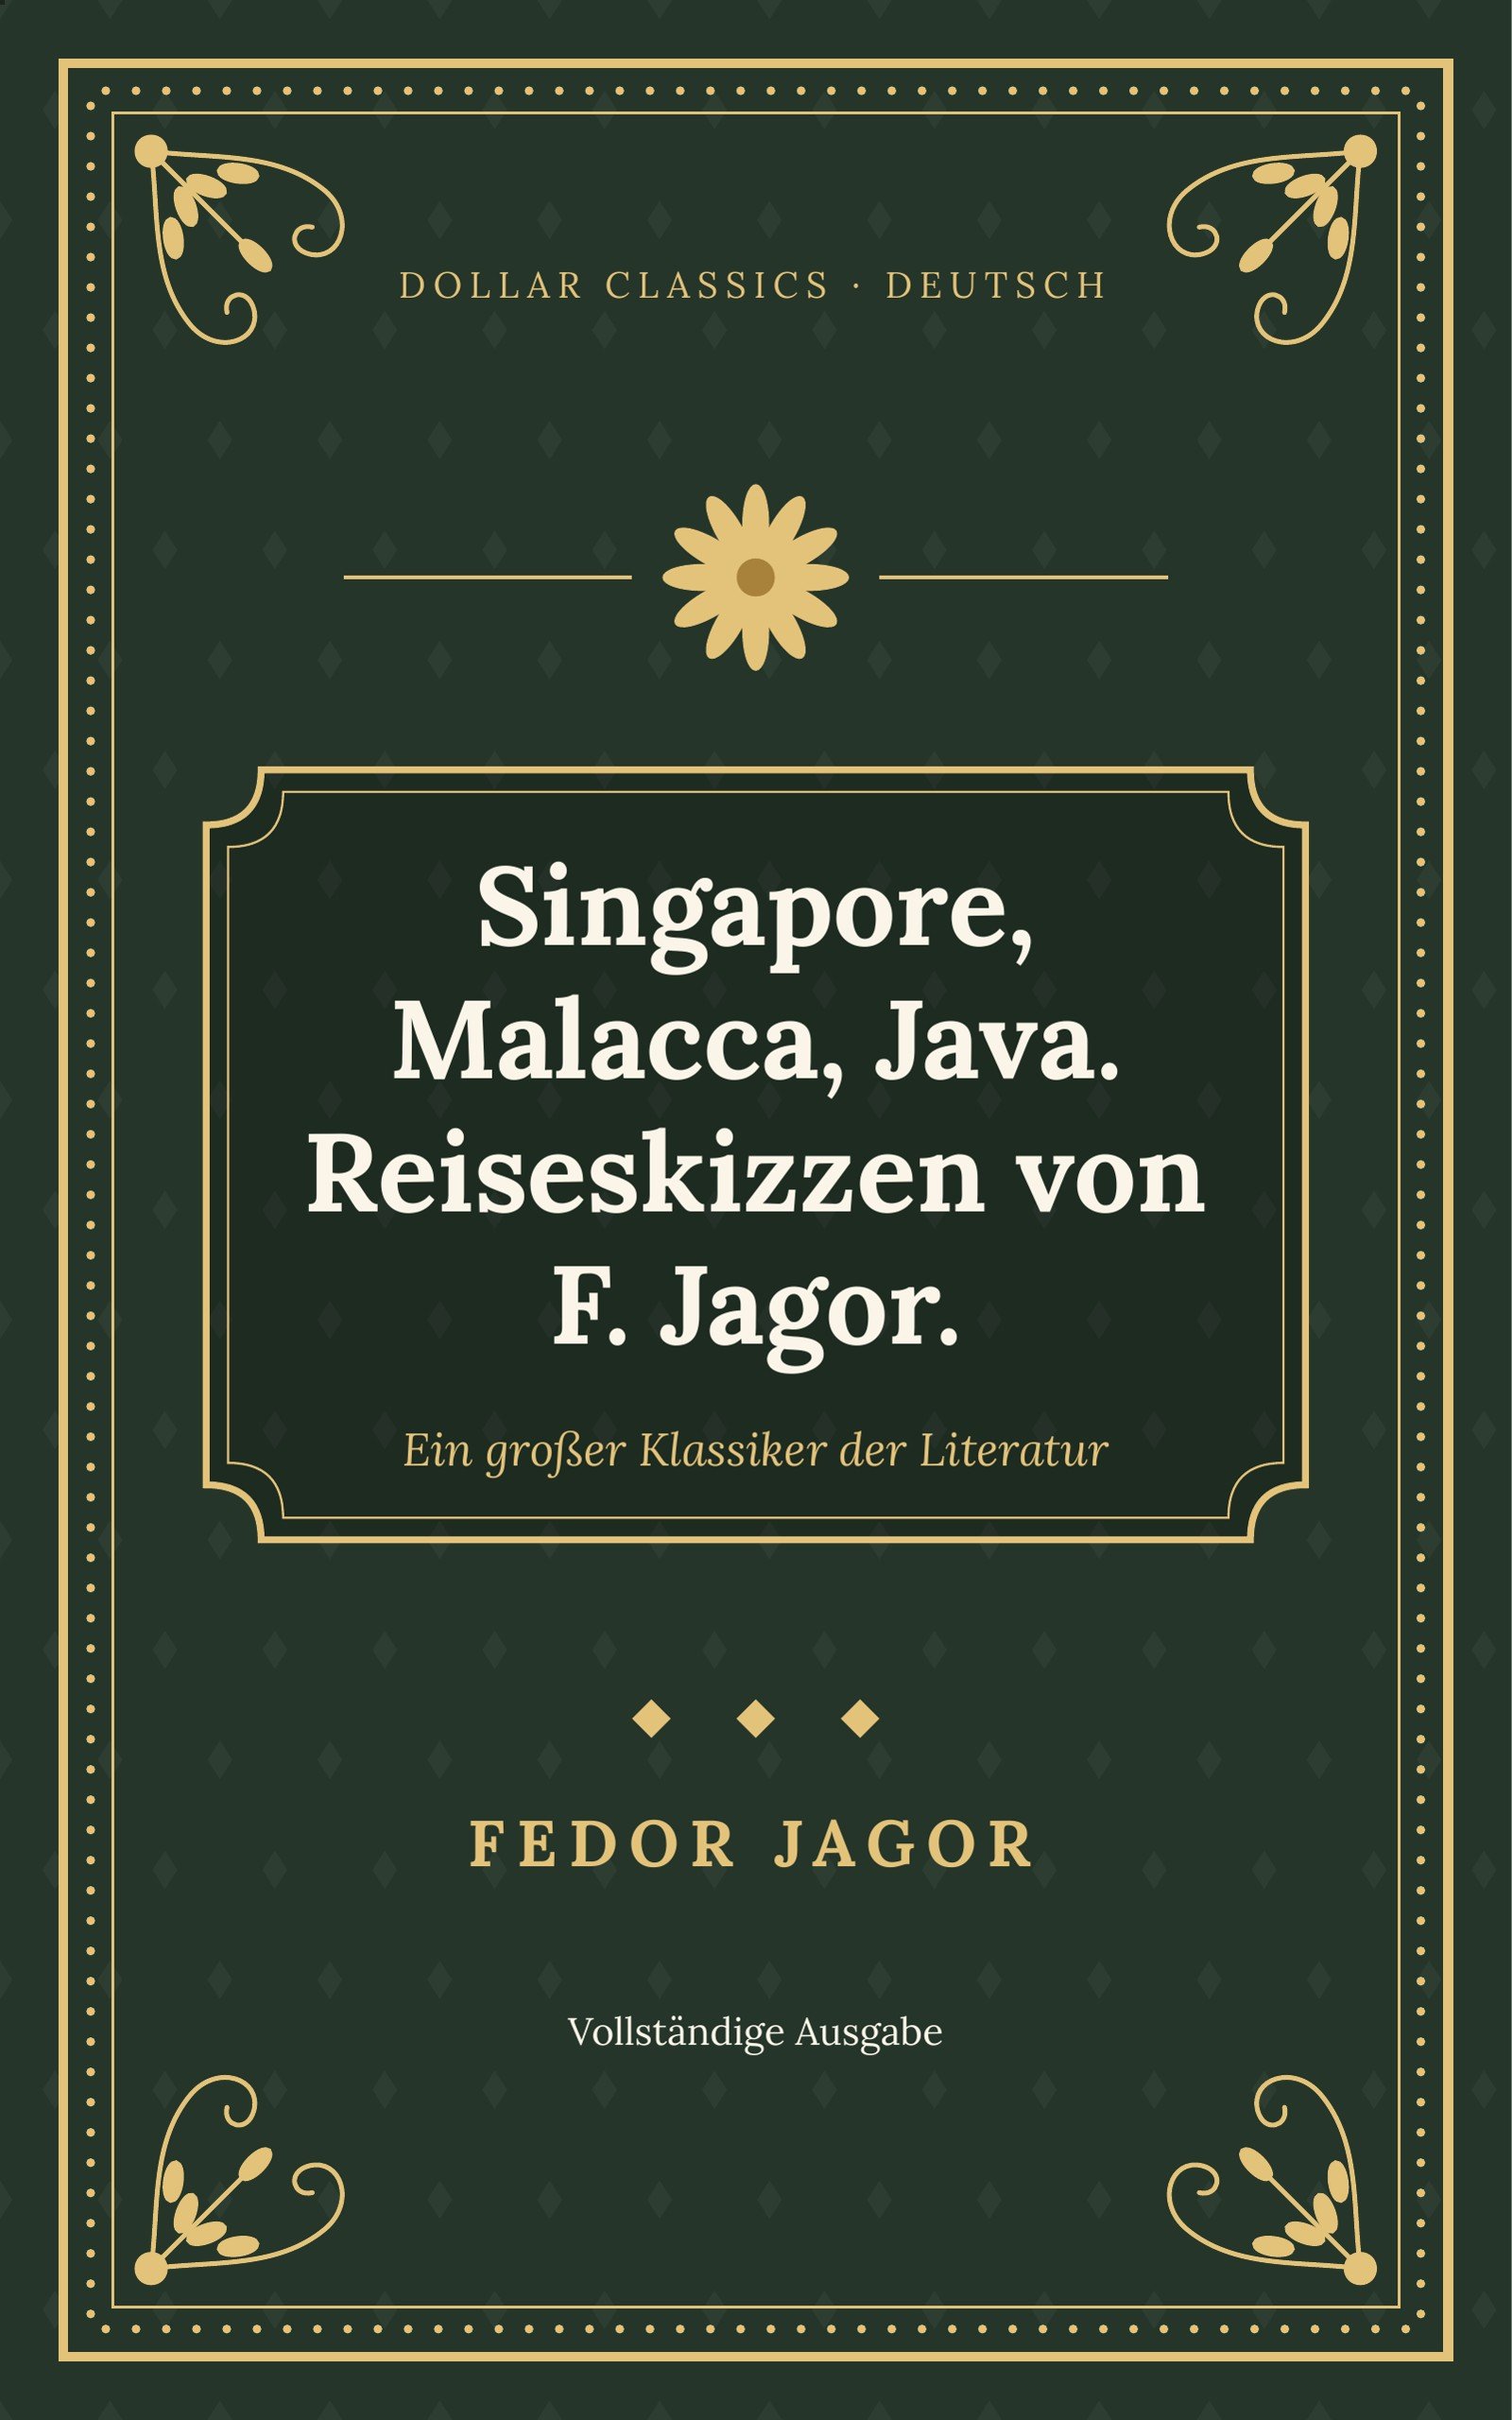 DOLLAR CLASSICS · DEUTSCH
Singapore,
Malacca, Java.
Reiseskizzen von
F. Jagor.
Ein großer Klassiker der Literatur
FEDOR JAGOR
Vollständige Ausgabe